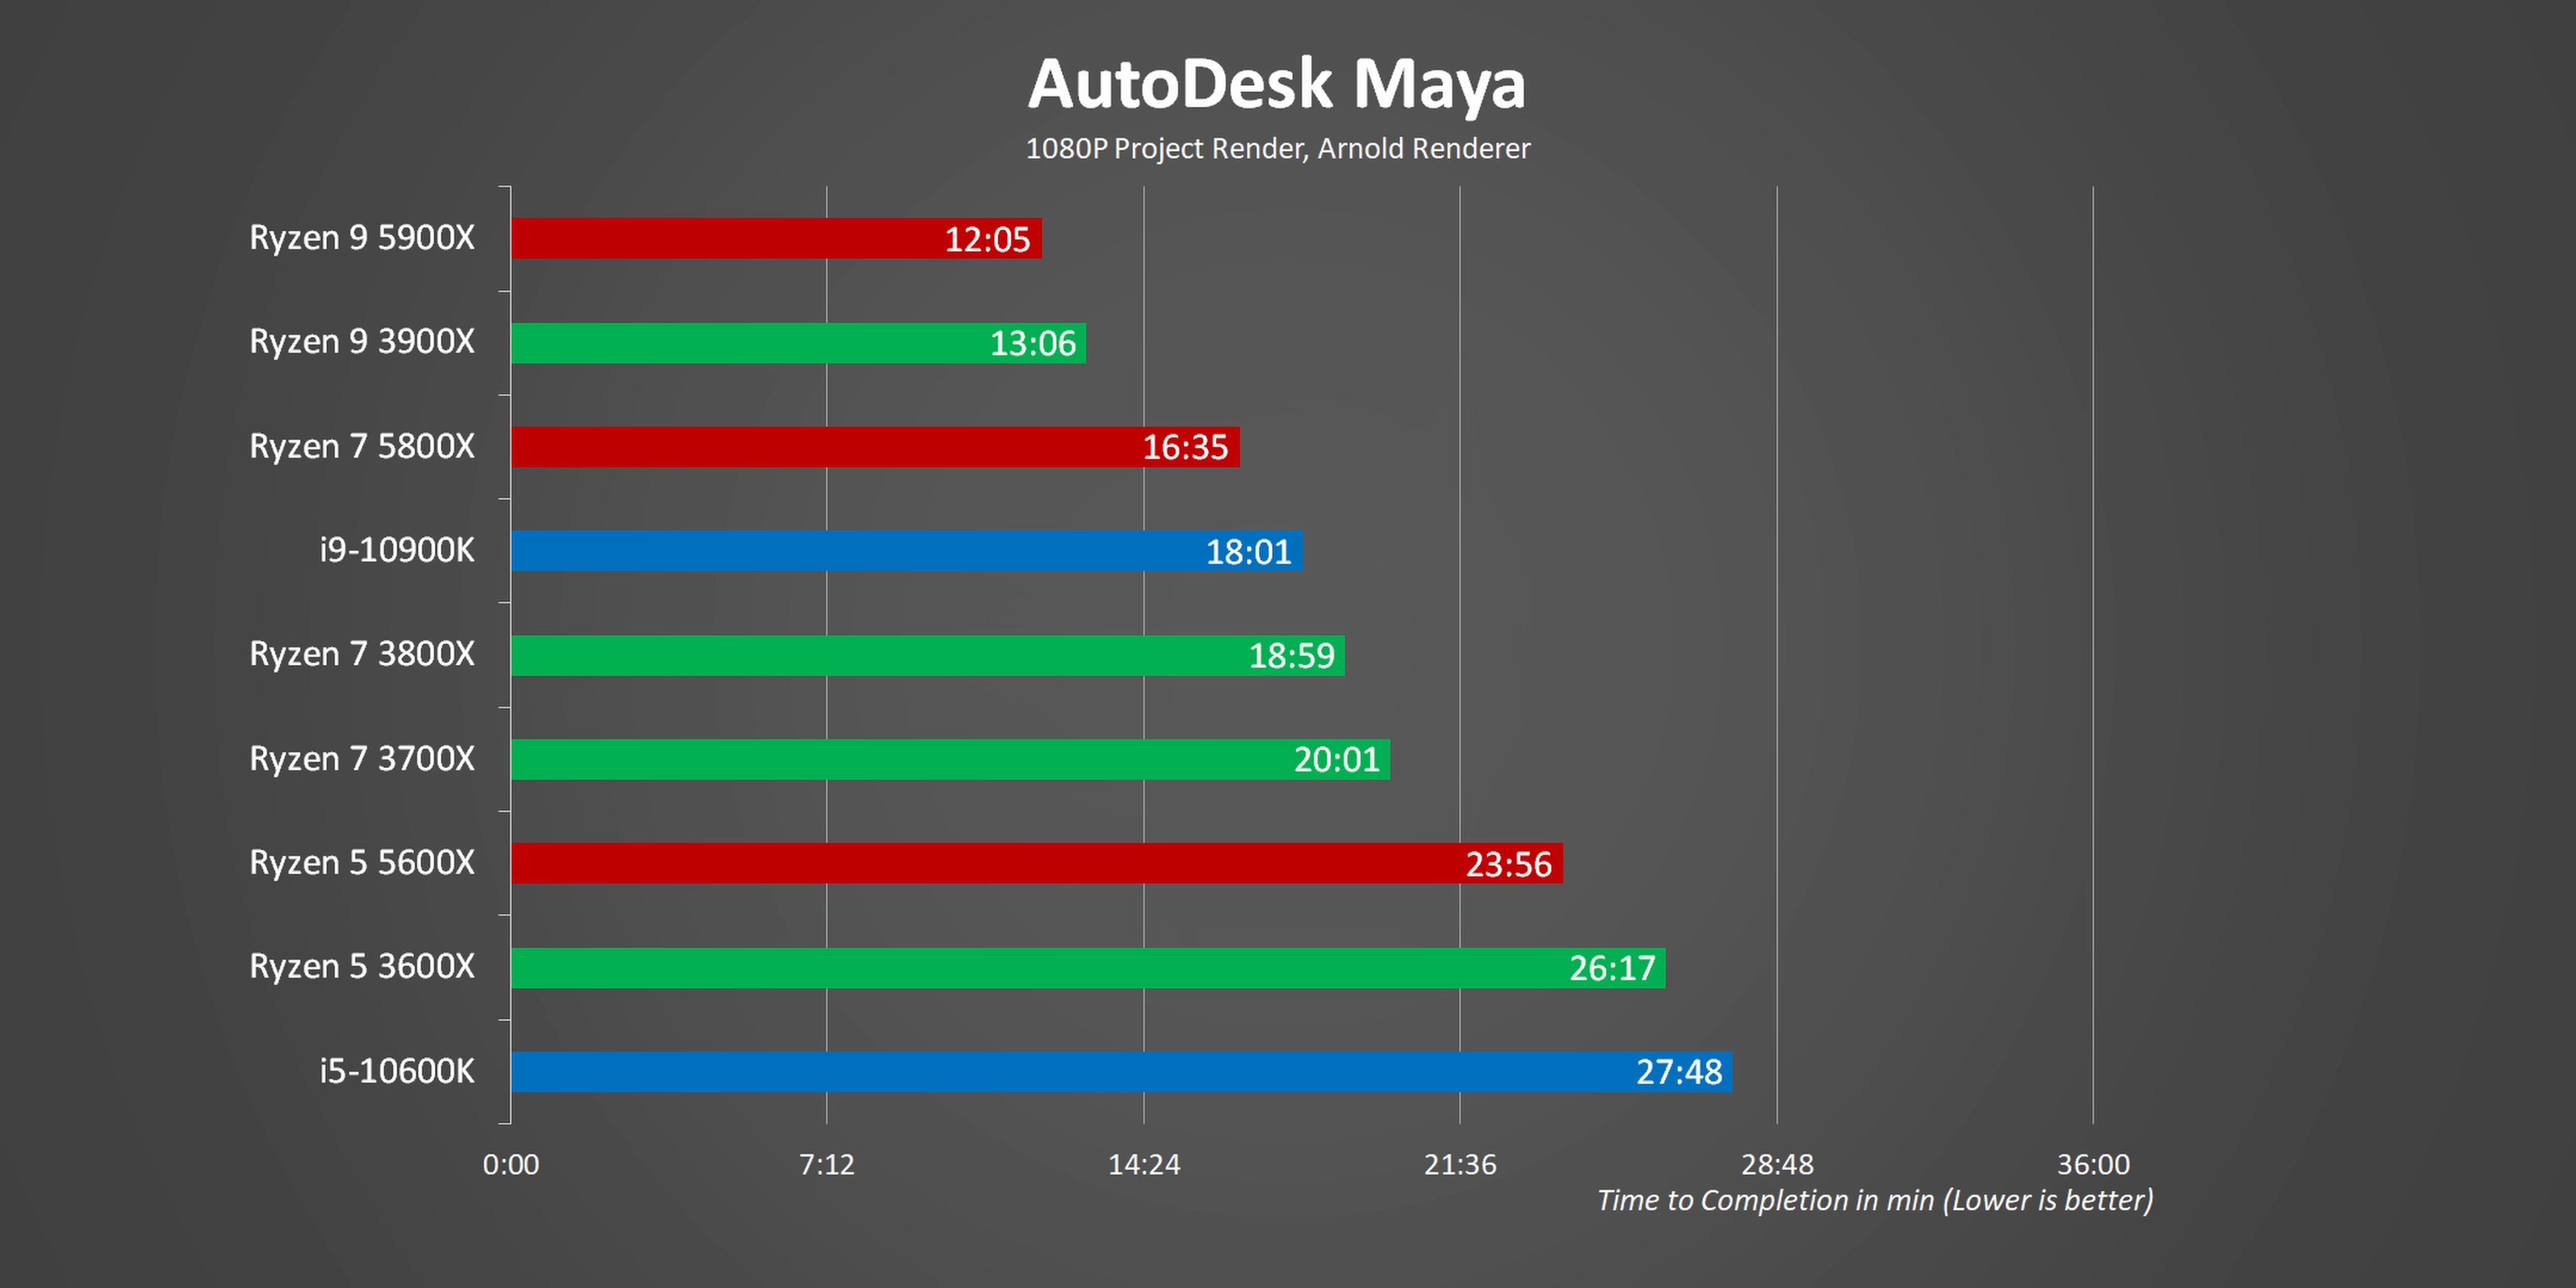 AutoDesk Maya
1080P Project Render, Arnold Renderer
Ryzen 9 5900X 12:05
Ryzen 9 3900X 13:06
Ryzen 7 5800X 16:35
i9-10900K 18:01
Ryzen 7 3800X 18:59
Ryzen 7 3700X 20:01
Ryzen 5 5600X 23:56
Ryzen 5 3600X 26:17
i5-10600K 27:48
0:00 7:12 14:24 21:36 28:48 36:00
Time to Completion in min (Lower is better)